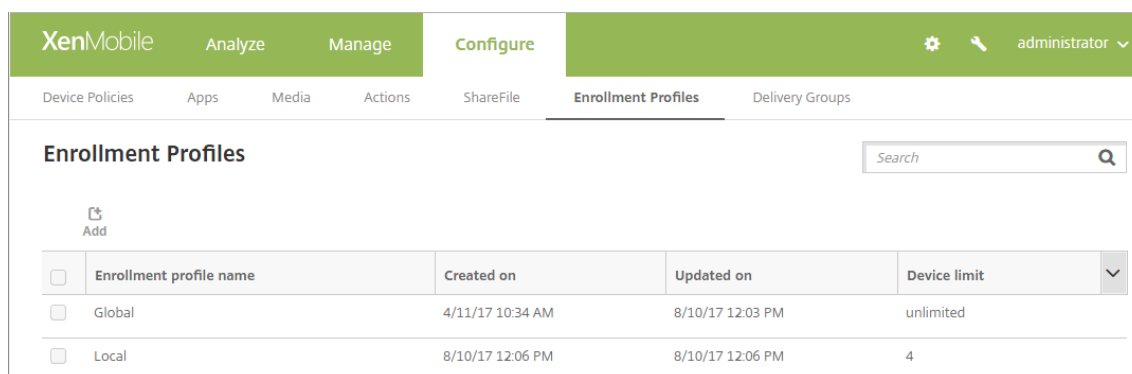 XenMobile Analyze Manage Configure administrator
Device Policies Apps Media Actions ShareFile Enrollment Profiles Delivery Groups
Enrollment Profiles
Search
Add
Enrollment profile name Created on Updated on Device limit
Global 4/11/17 10:34 AM 8/10/17 12:03 PM unlimited
Local 8/10/17 12:06 PM 8/10/17 12:06 PM 4